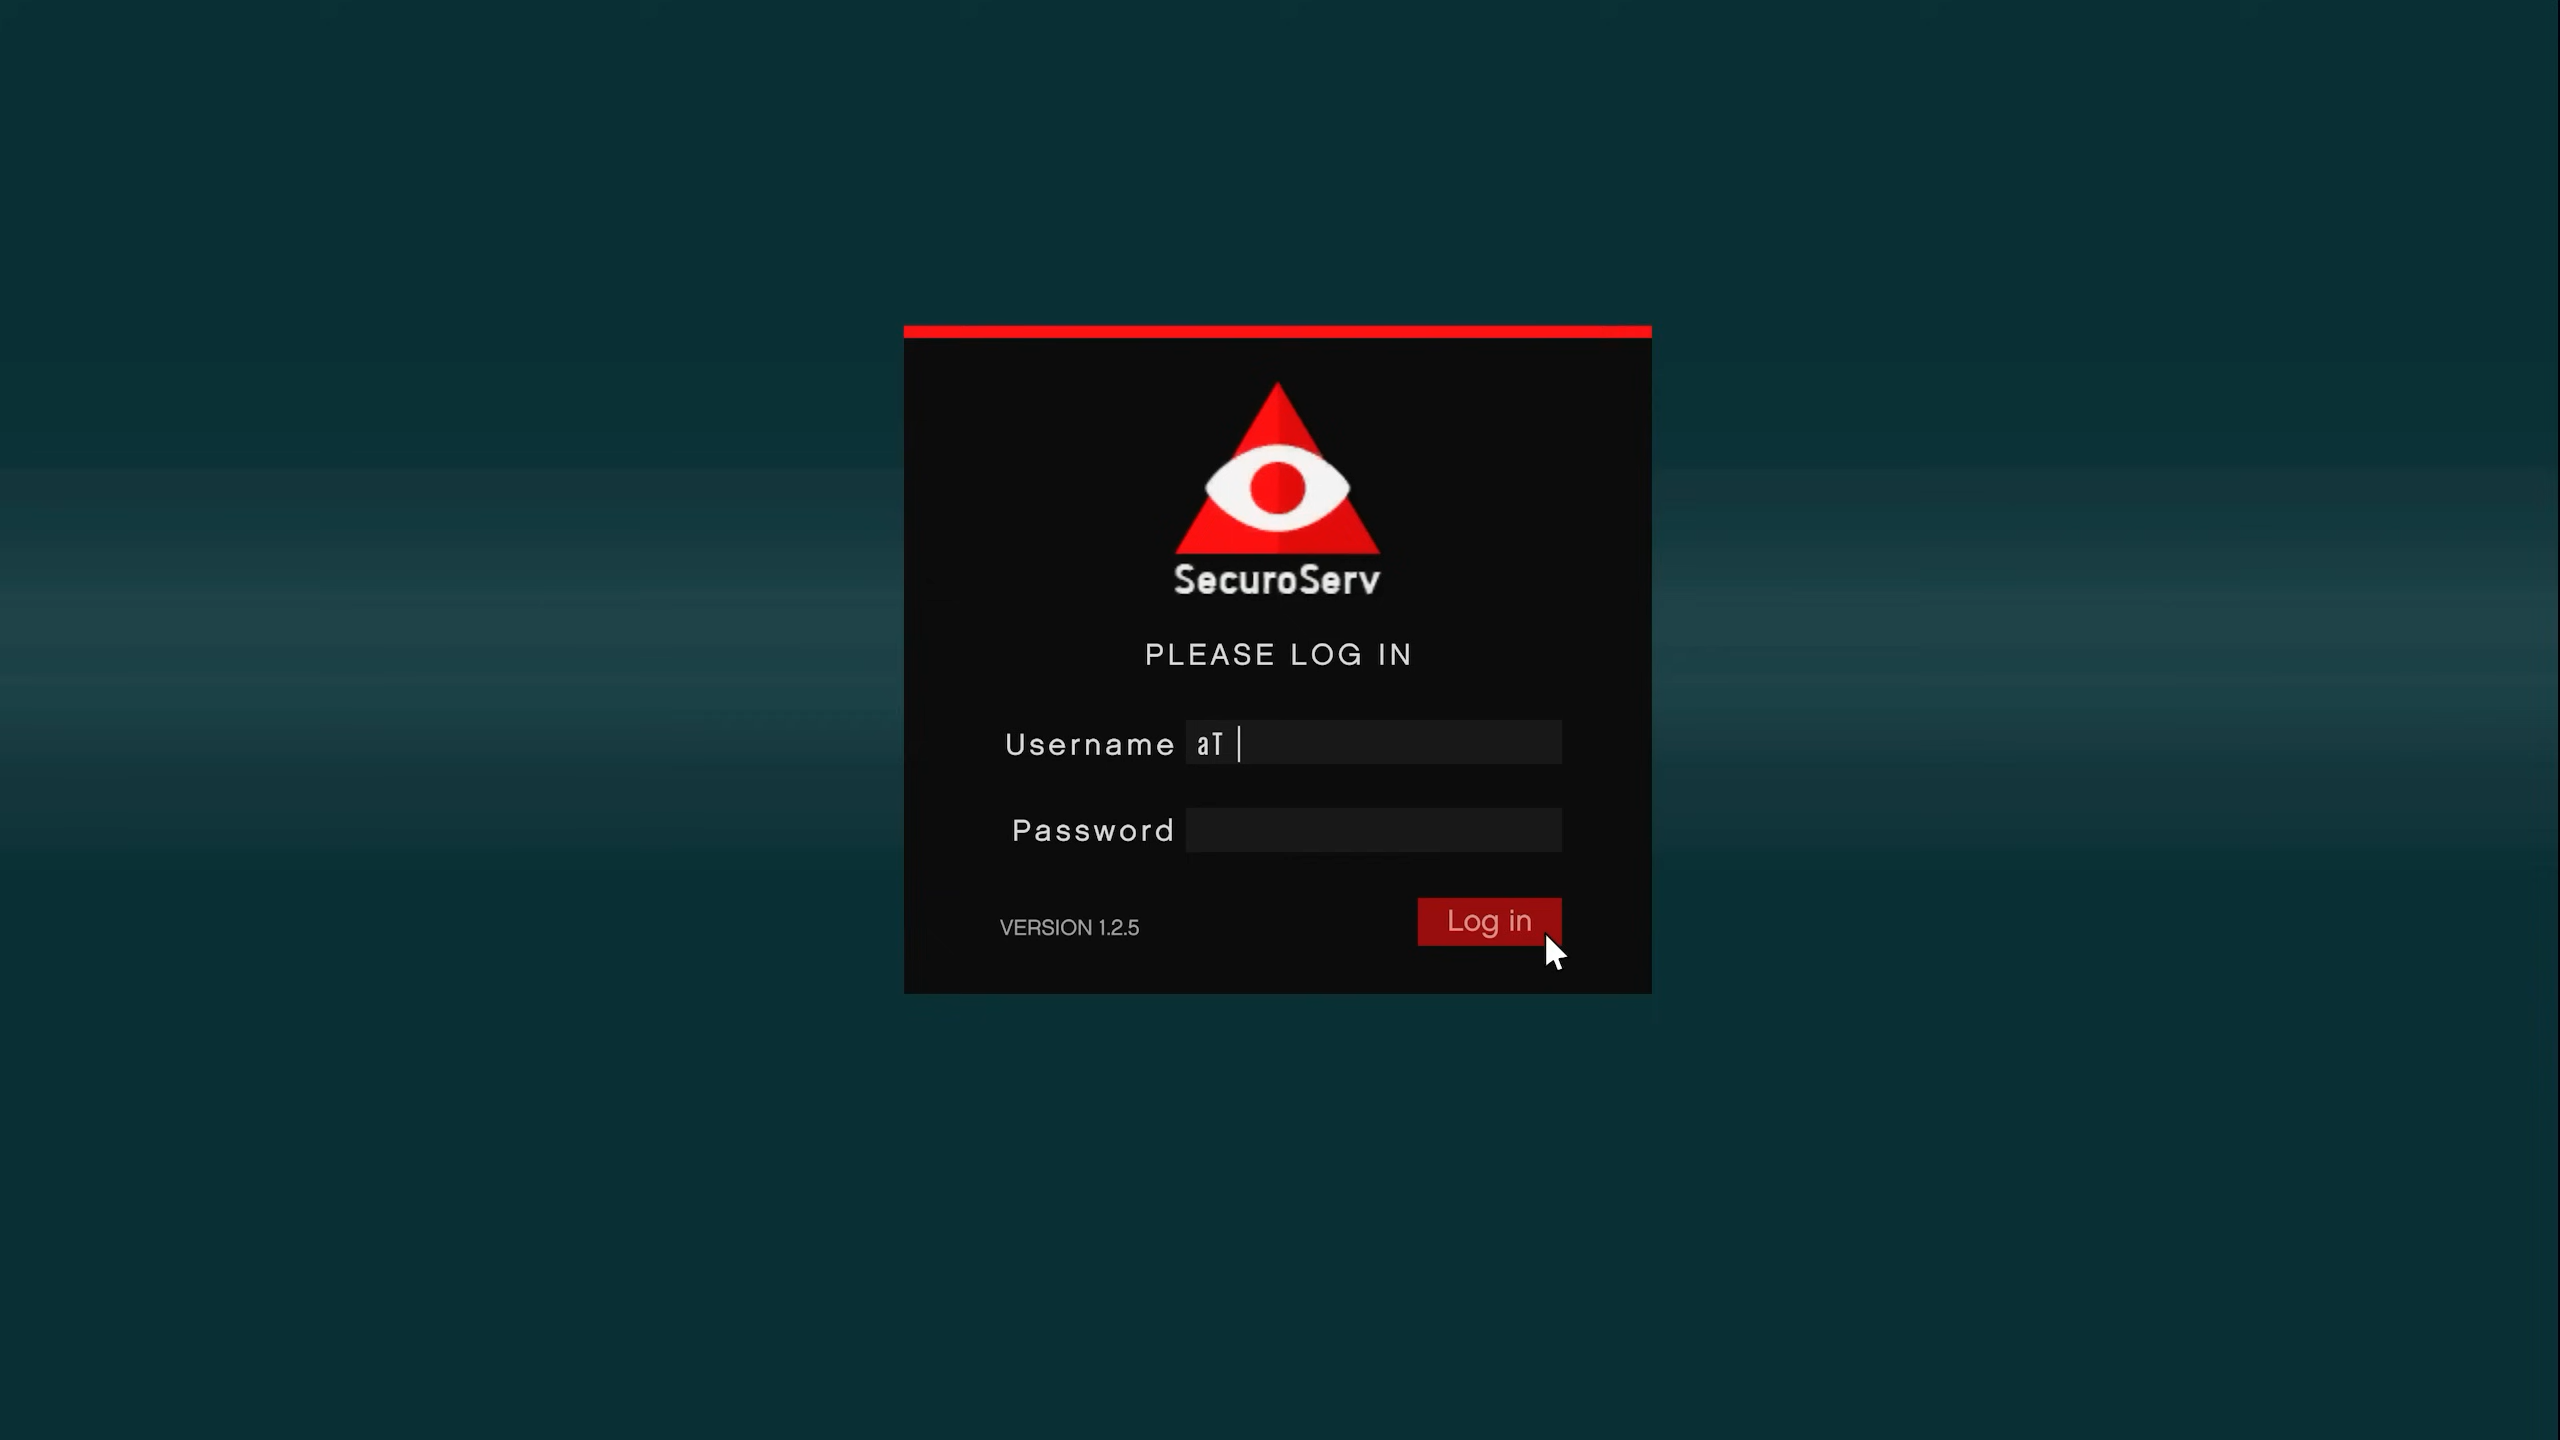 SecuroServ
PLEASE LOG IN
Username aT
Password
VERSION 1.2.5 Log in